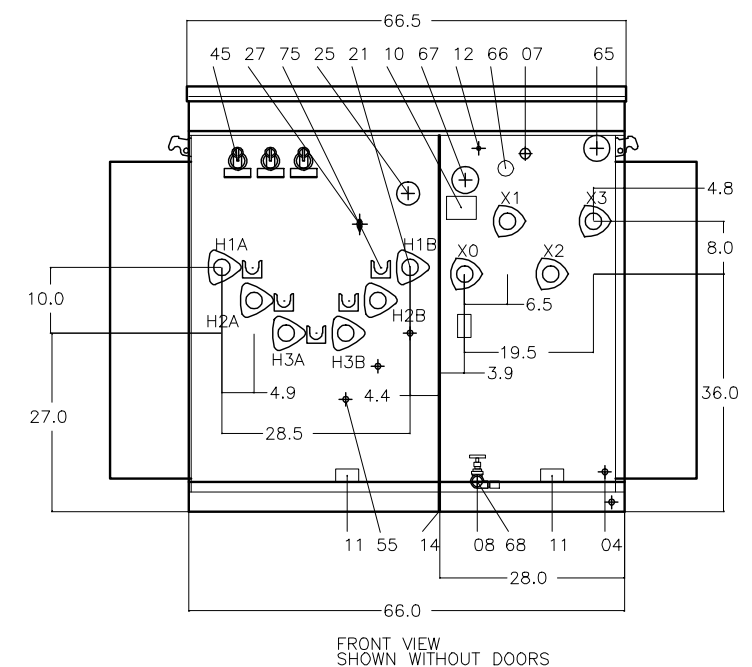 66.5
45 27 75 25 21 10 67 12 66 07 65
X1 X3 4.8
H1A H1B X0 X2 8.0
10.0 6.5
H2A H2B
H3A H3B 19.5
3.9
4.9 4.4 36.0
27.0 28.5
11 55 14 08 68 11 04
28.0
66.0
FRONT VIEW
SHOWN WITHOUT DOORS